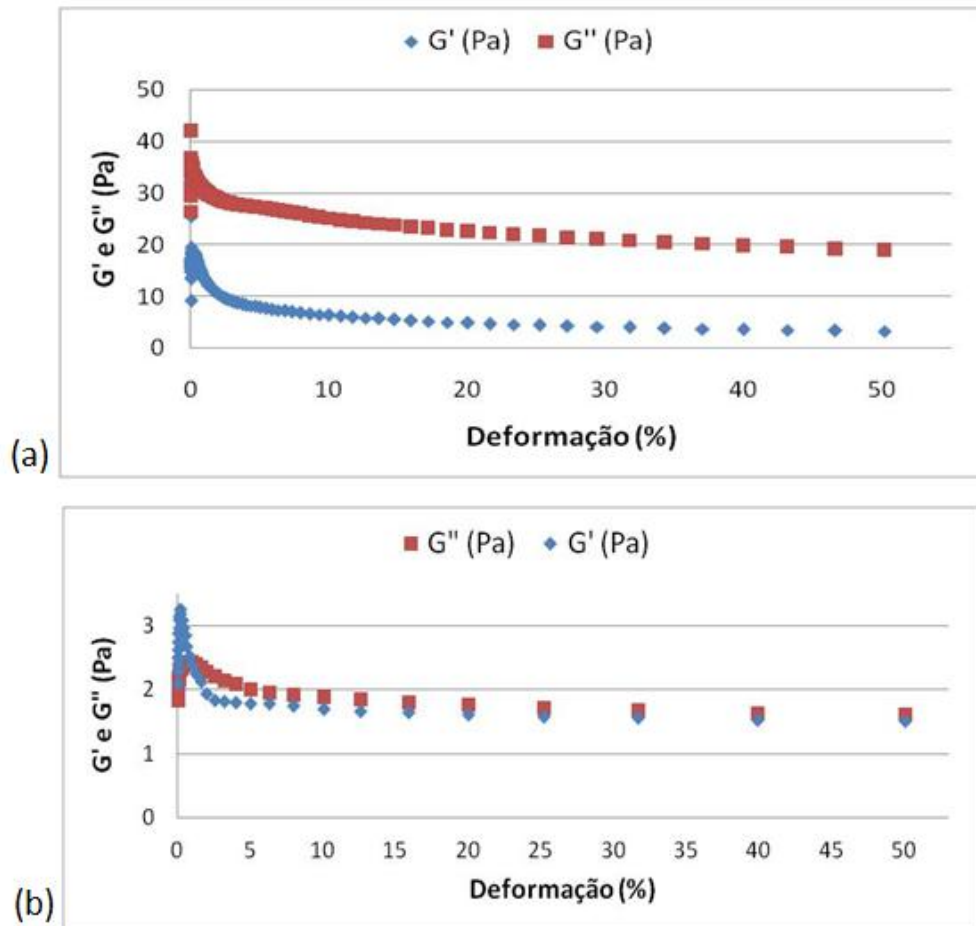 G' (Pa) G'' (Pa)
50
40
30
20
10
0
G' e G'' (Pa)
0 10 20 30 40 50
Deformação (%)
(a)
G'' (Pa) G' (Pa)
3
2
1
0
G' e G'' (Pa)
0 5 10 15 20 25 30 35 40 45 50
Deformação (%)
(b)